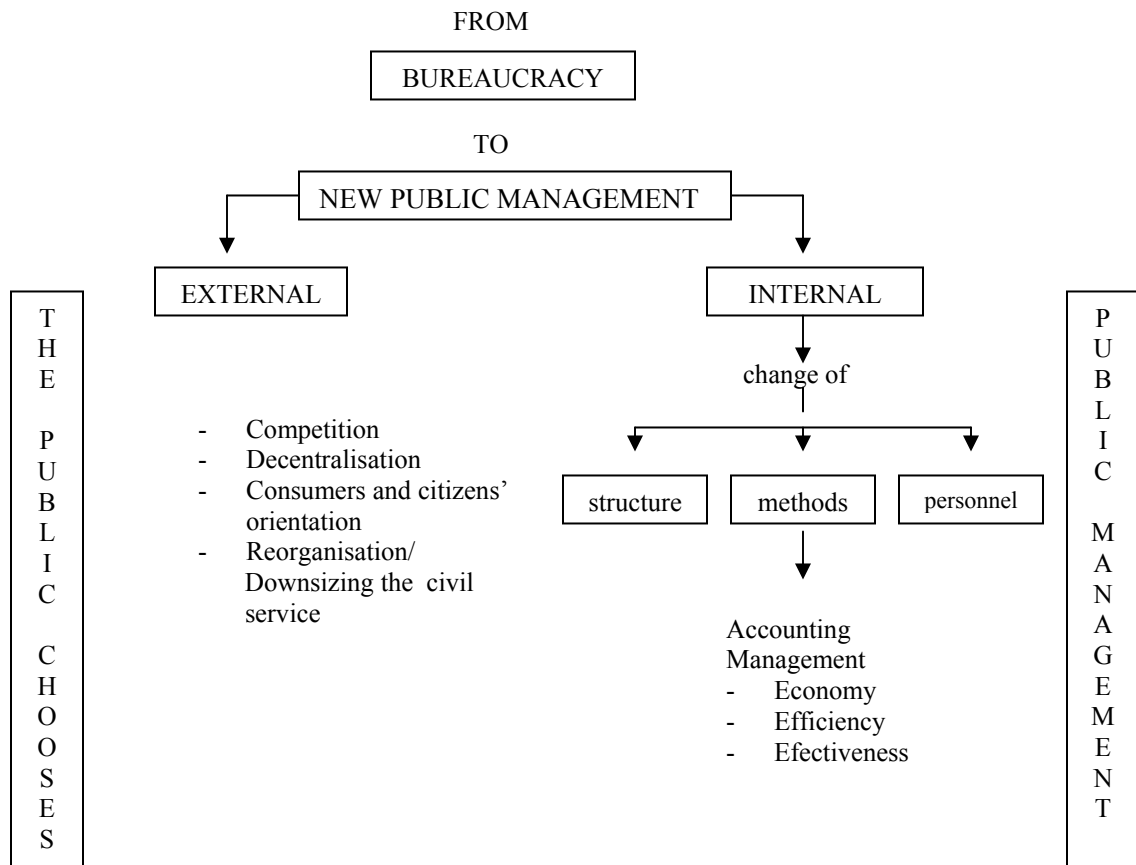 FROM
BUREAUCRACY
TO
NEW PUBLIC MANAGEMENT
EXTERNAL
INTERNAL
THE PUBLIC CHOOSES
- Competition
- Decentralisation
- Consumers and citizens’
orientation
- Reorganisation/
Downsizing the civil
service
change of
structure
methods
personnel
Accounting
Management
- Economy
- Efficiency
- Efectiveness
PUBLIC MANAGEMENT